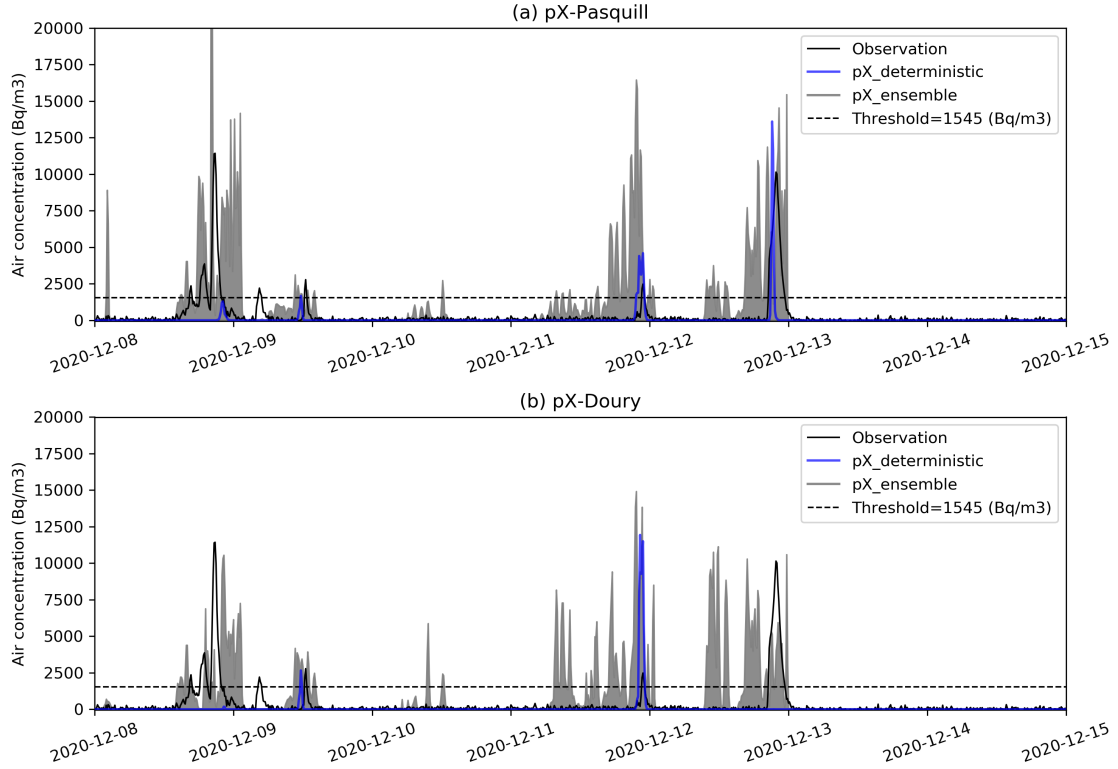 (a) pX-Pasquill
Air concentration (Bq/m3)
20000
17500
15000
12500
10000
7500
5000
2500
0
Observation
pX_deterministic
pX_ensemble
Threshold=1545 (Bq/m3)
2020-12-08
2020-12-09
2020-12-10
2020-12-11
2020-12-12
2020-12-13
2020-12-14
2020-12-15
(b) pX-Doury
Air concentration (Bq/m3)
20000
17500
15000
12500
10000
7500
5000
2500
0
Observation
pX_deterministic
pX_ensemble
Threshold=1545 (Bq/m3)
2020-12-08
2020-12-09
2020-12-10
2020-12-11
2020-12-12
2020-12-13
2020-12-14
2020-12-15